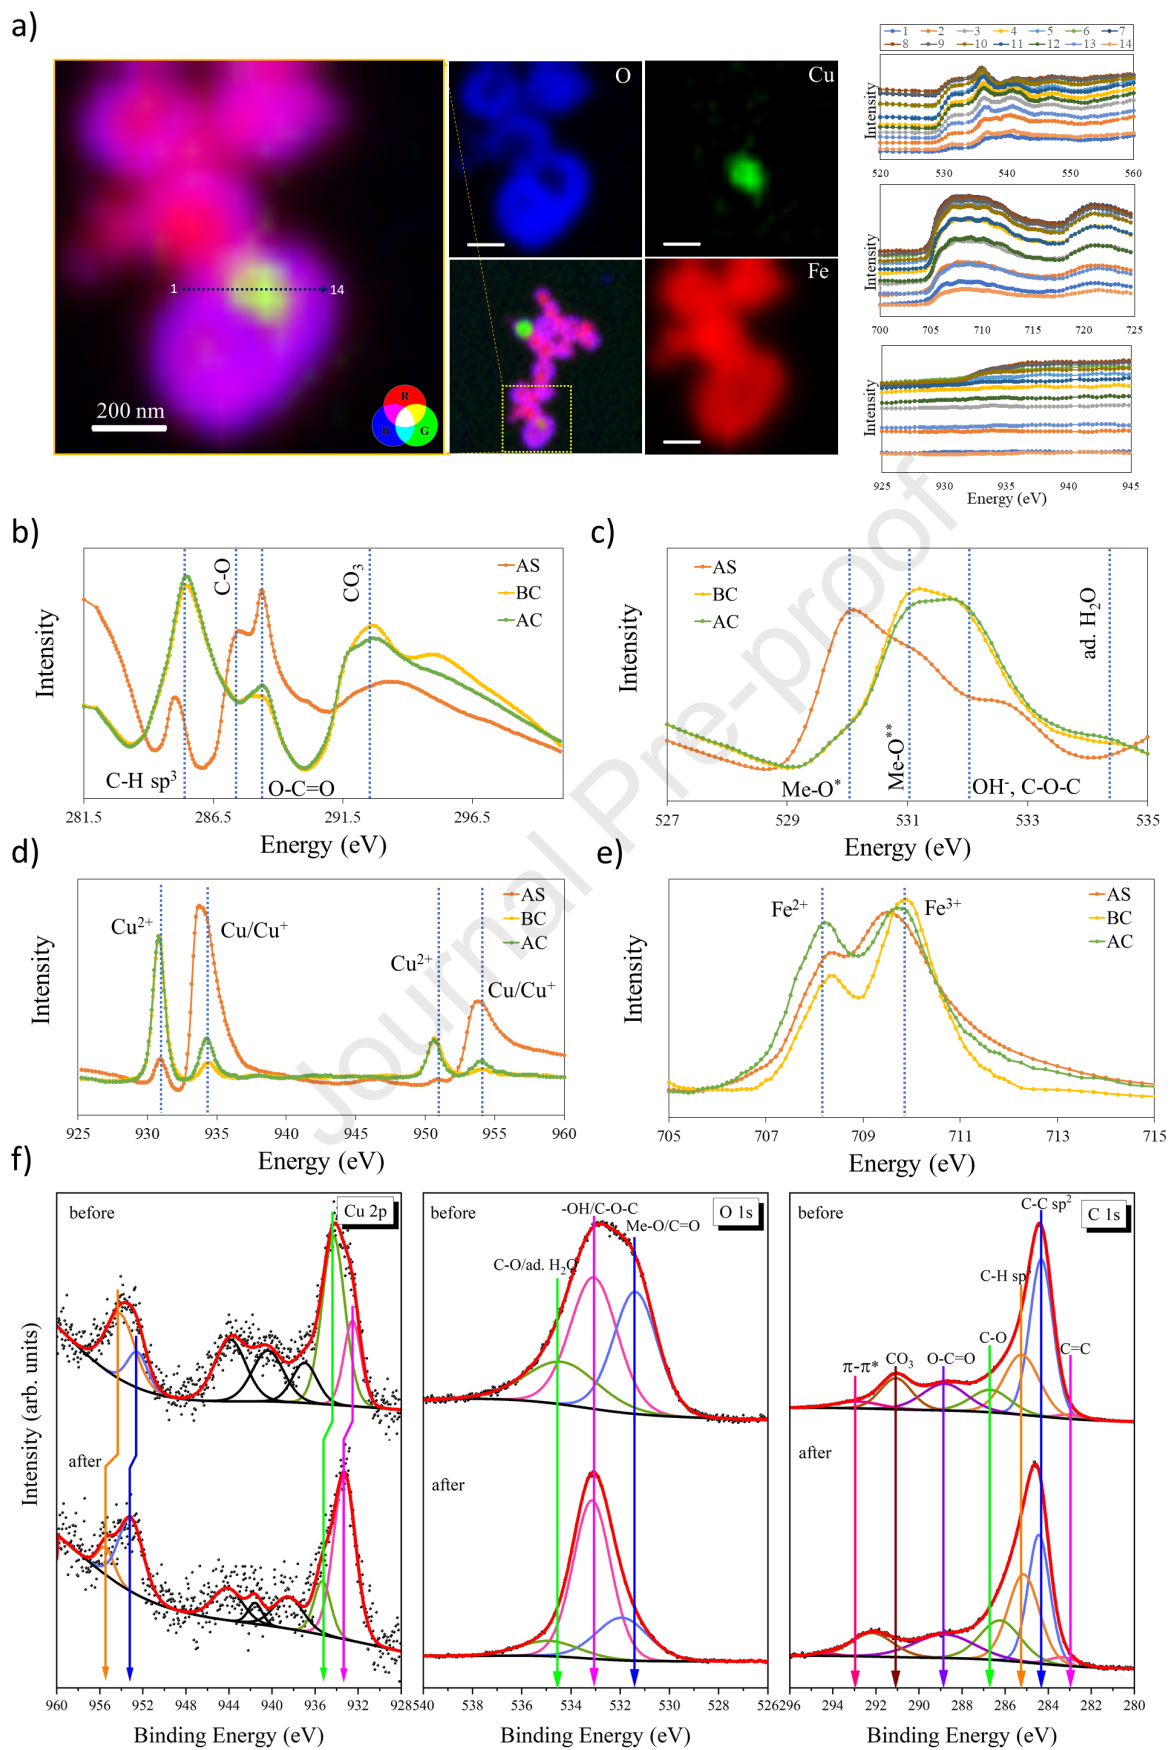 a)
O
Cu
Fe
1
14
200 nm
R
B
G
1 2 3 4 5 6 7
8 9 10 11 12 13 14
Intensity
520 530 540 550 560
Intensity
700 705 710 715 720 725
Intensity
925 930 935 940 945
Energy (eV)
b)
AS
BC
AC
C-O
CO3
C-H sp3
O-C=O
Intensity
281.5 286.5 291.5 296.5
Energy (eV)
c)
AS
BC
AC
ad. H2O
Me-O*
Me-O**
OH-, C-O-C
Intensity
527 529 531 533 535
Energy (eV)
d)
AS
BC
AC
Cu2+
Cu/Cu+
Cu2+
Cu/Cu+
Intensity
925 930 935 940 945 950 955 960
Energy (eV)
e)
AS
BC
AC
Fe2+
Fe3+
Intensity
705 707 709 711 713 715
Energy (eV)
Journal Pre-proof
f)
Intensity (arb. units)
before
Cu 2p
after
960 956 952 948 944 940 936 932 928
Binding Energy (eV)
before
O 1s
-OH/C-O-C
Me-O/C=O
C-O/ad. H2O
after
540 538 536 534 532 530 528 526
Binding Energy (eV)
before
C 1s
C-C sp2
C-H sp3
C-O
C=C
π-π*
CO3
O-C=O
after
296 294 292 290 288 286 284 282 280
Binding Energy (eV)